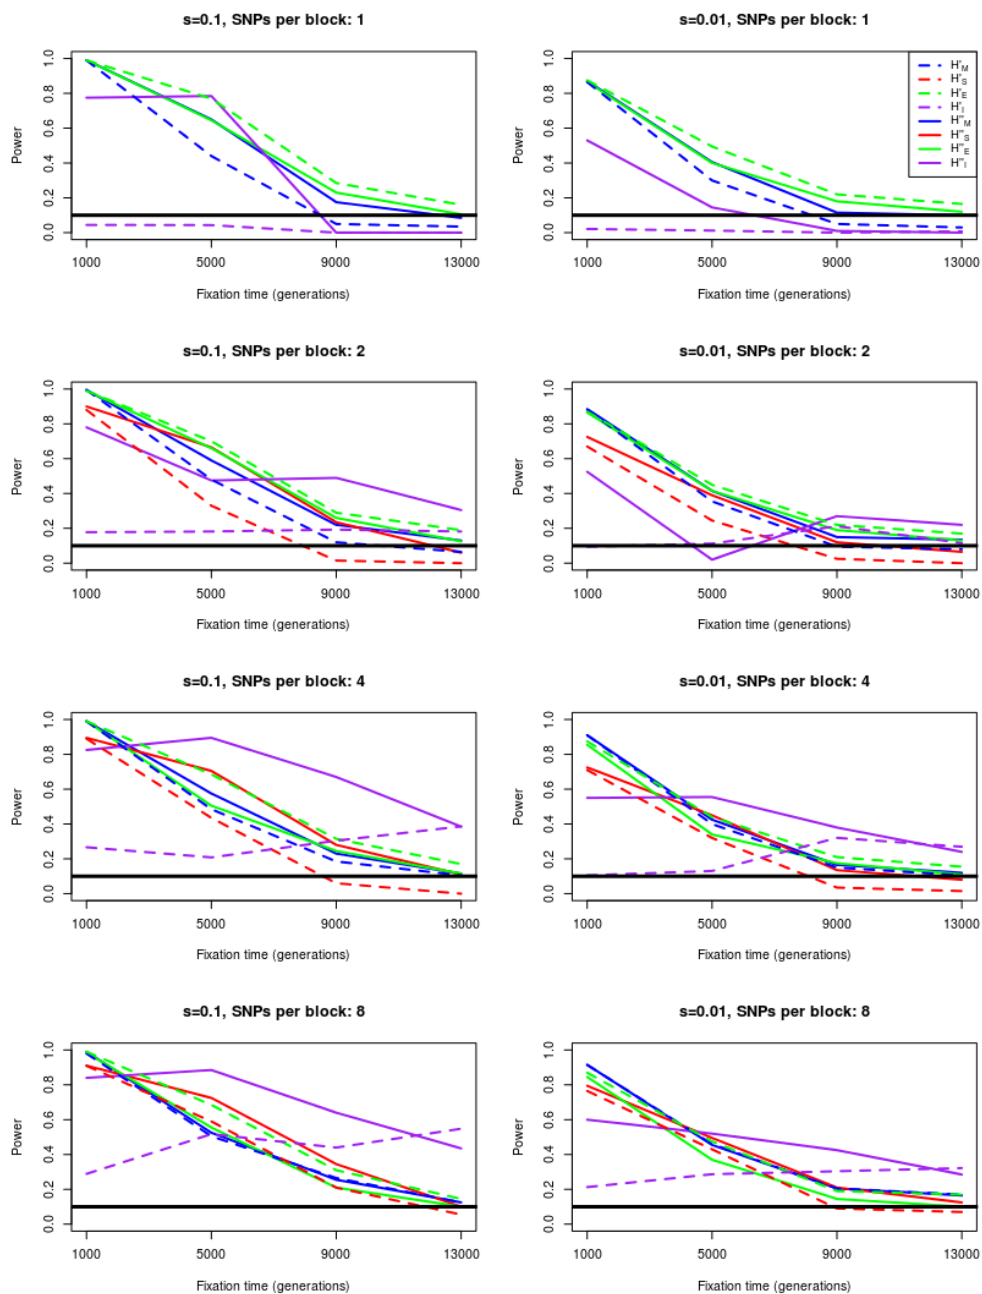 s=0.1, SNPs per block: 1
Power
0.0 0.2 0.4 0.6 0.8 1.0
1000 5000 9000 13000
Fixation time (generations)
s=0.01, SNPs per block: 1
Power
0.0 0.2 0.4 0.6 0.8 1.0
H'M
H'S
H'E
H'I
H''M
H''S
H''E
H''I
1000 5000 9000 13000
Fixation time (generations)
s=0.1, SNPs per block: 2
Power
0.0 0.2 0.4 0.6 0.8 1.0
1000 5000 9000 13000
Fixation time (generations)
s=0.01, SNPs per block: 2
Power
0.0 0.2 0.4 0.6 0.8 1.0
1000 5000 9000 13000
Fixation time (generations)
s=0.1, SNPs per block: 4
Power
0.0 0.2 0.4 0.6 0.8 1.0
1000 5000 9000 13000
Fixation time (generations)
s=0.01, SNPs per block: 4
Power
0.0 0.2 0.4 0.6 0.8 1.0
1000 5000 9000 13000
Fixation time (generations)
s=0.1, SNPs per block: 8
Power
0.0 0.2 0.4 0.6 0.8 1.0
1000 5000 9000 13000
Fixation time (generations)
s=0.01, SNPs per block: 8
Power
0.0 0.2 0.4 0.6 0.8 1.0
1000 5000 9000 13000
Fixation time (generations)